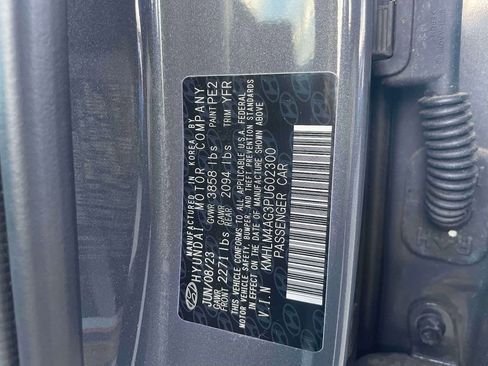 MANUFACTURED IN KOREA BY
HYUNDAI MOTOR COMPANY
JUN/08/23 GVWR 3858 lbs PAINT PE2
GAWR FRONT 2271 lbs GAWR REAR 2094 lbs TRIM YFR
THIS VEHICLE CONFORMS TO ALL APPLICABLE U.S.A. FEDERAL
MOTOR VEHICLE SAFETY, BUMPER, AND THEFT PREVENTION STANDARDS
IN EFFECT ON THE DATE OF MANUFACTURE SHOWN ABOVE.
V.I.N KMHLM4AG3PU602300
PASSENGER CAR